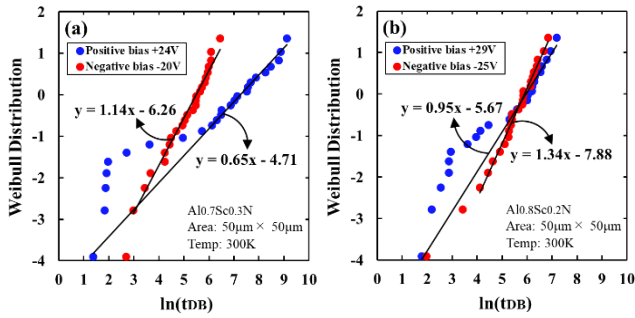 (a)
Positive bias +24V
Negative bias -20V
y = 1.14x - 6.26
y = 0.65x - 4.71
Al0.7Sc0.3N
Area: 50μm × 50μm
Temp: 300K
Weibull Distribution
2
1
0
-1
-2
-3
-4
0 1 2 3 4 5 6 7 8 9 10
ln(tDB)
(b)
Positive bias +29V
Negative bias -25V
y = 0.95x - 5.67
y = 1.34x - 7.88
Al0.8Sc0.2N
Area: 50μm × 50μm
Temp: 300K
Weibull Distribution
2
1
0
-1
-2
-3
-4
0 1 2 3 4 5 6 7 8 9 10
ln(tDB)